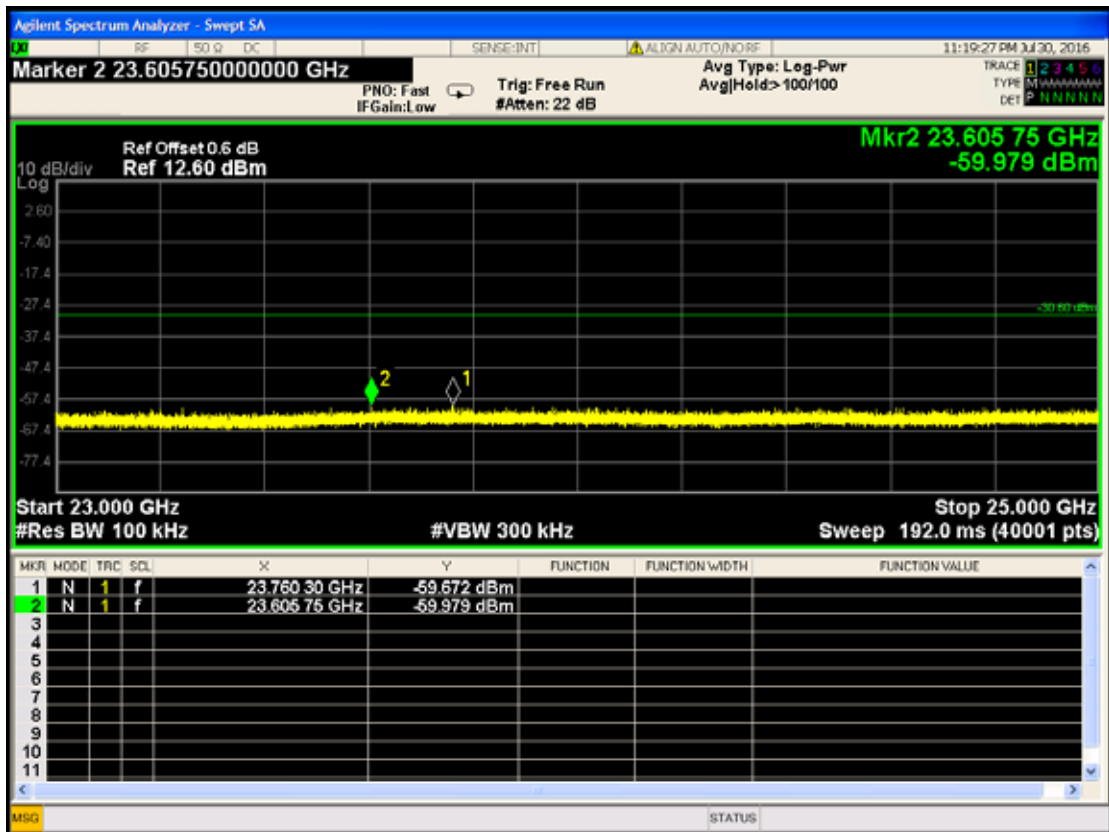 Agilent Spectrum Analyzer - Swept SA
RF 50 Ω DC SENSE:INT ALIGN AUTO/NO RF 11:19:27 PM Jul 30, 2016
Marker 2 23.605750000000 GHz
PNO: Fast
IFGain:Low
Trig: Free Run
#Atten: 22 dB
Avg Type: Log-Pwr
Avg|Hold:>100/100
TRACE 1 2 3 4 5 6
TYPE M W W W W W
DET P N N N N N
Mkr2 23.605 75 GHz
-59.979 dBm
Ref Offset 0.6 dB
10 dB/div Ref 12.60 dBm
Log
2.60
-7.40
-17.4
-27.4
-30.60 dBm
-37.4
-47.4
2 1
-57.4
-67.4
-77.4
Start 23.000 GHz Stop 25.000 GHz
#Res BW 100 kHz #VBW 300 kHz Sweep 192.0 ms (40001 pts)
MKR MODE TRC SCL X Y FUNCTION FUNCTION WIDTH FUNCTION VALUE
1 N 1 f 23.760 30 GHz -59.672 dBm
2 N 1 f 23.605 75 GHz -59.979 dBm
3
4
5
6
7
8
9
10
11
MSG STATUS